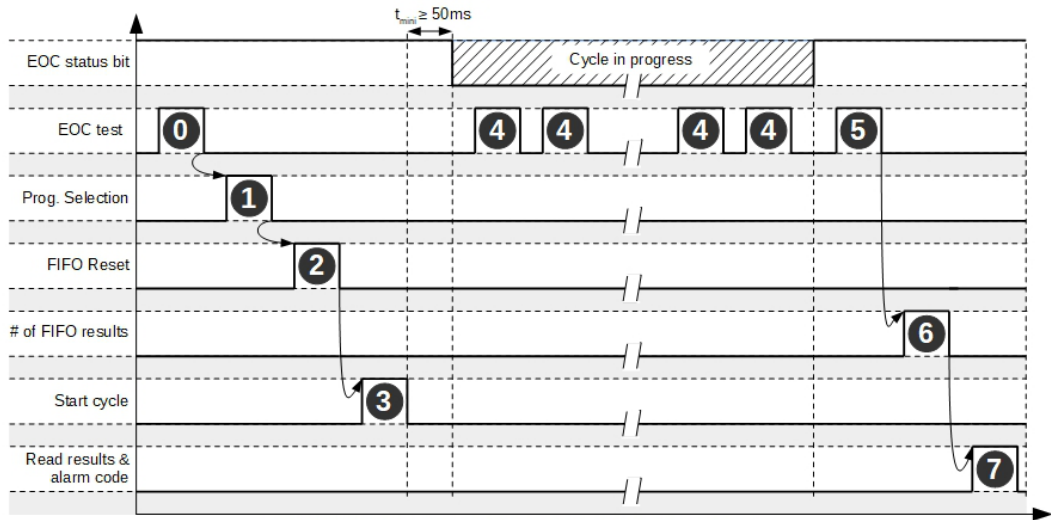 tmini ≥ 50ms
EOC status bit
Cycle in progress
EOC test
0
4
4
4
4
5
Prog. Selection
1
FIFO Reset
2
# of FIFO results
6
Start cycle
3
Read results &
alarm code
7